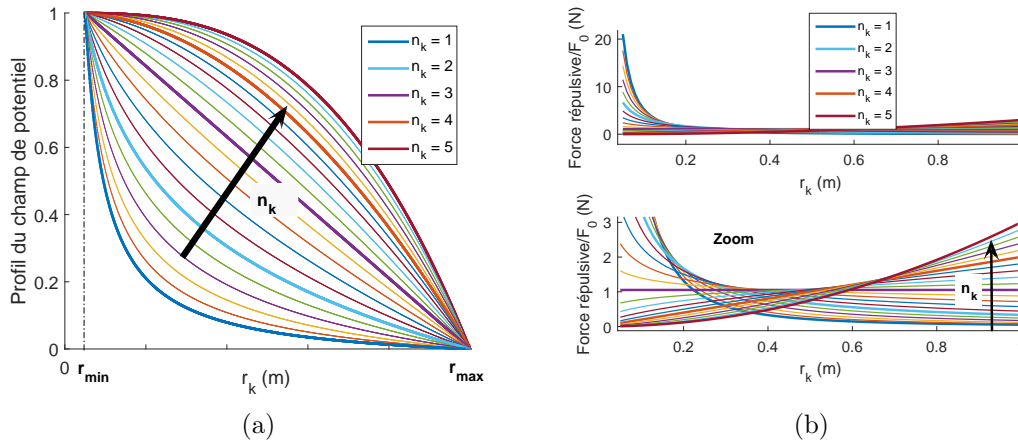 Profil du champ de potentiel
1
0.8
0.6
0.4
0.2
0
n_k = 1
n_k = 2
n_k = 3
n_k = 4
n_k = 5
n_k
0 r_min r_k (m) r_max
(a)
Force répulsive/F_0 (N)
20
10
0
n_k = 1
n_k = 2
n_k = 3
n_k = 4
n_k = 5
0.2 0.4 0.6 0.8 1
r_k (m)
Force répulsive/F_0 (N)
3
2
1
0
Zoom
n_k
0.2 0.4 0.6 0.8 1
r_k (m)
(b)